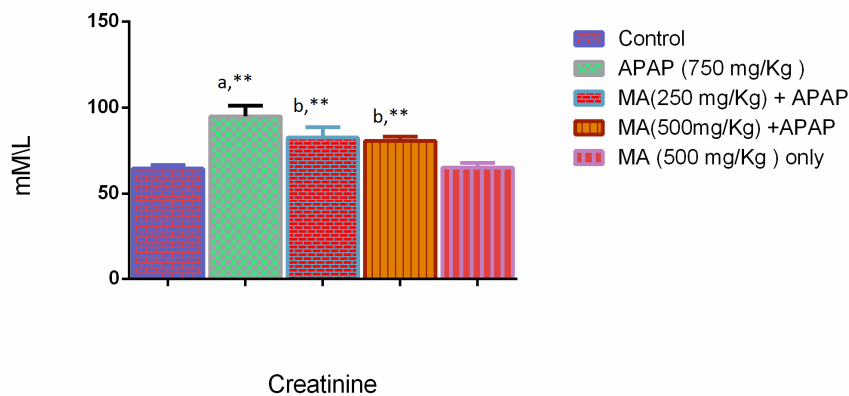 150
100
50
0
mM\L
a,**
b,**
b,**
Creatinine
Control
APAP (750 mg/Kg )
MA(250 mg/Kg) + APAP
MA(500mg/Kg) +APAP
MA (500 mg/Kg ) only